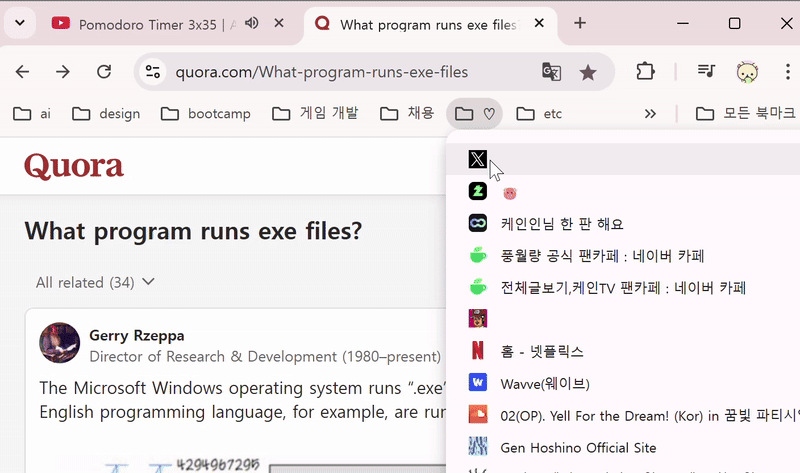 Pomodoro Timer 3x35 | A
What program runs exe files?
quora.com/What-program-runs-exe-files
ai
design
bootcamp
게임 개발
채용
♡
etc
모든 북마크
Quora
What program runs exe files?
All related (34)
Gerry Rzeppa
Director of Research & Development (1980–present)
The Microsoft Windows operating system runs “.exe”
English programming language, for example, are run
4294967295
케인인님 한 판 해요
풍월량 공식 팬카페 : 네이버 카페
전체글보기,케인TV 팬카페 : 네이버 카페
홈 - 넷플릭스
Wavve(웨이브)
02(OP). Yell For the Dream! (Kor) in 꿈빛 파티시엘
Gen Hoshino Official Site